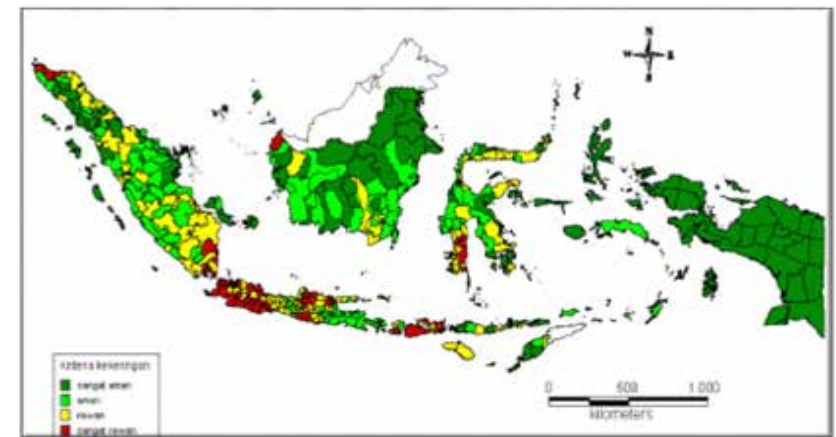 N
W E
S
Kriteria kekeringan
sangat aman
aman
rawan
sangat rawan
0 500 1 000
kilometers